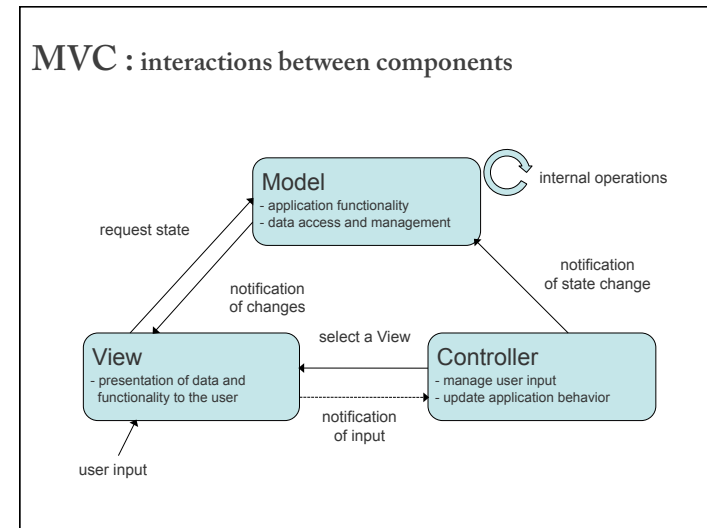 MVC : interactions between components
Model
- application functionality
- data access and management
internal operations
request state
notification
of changes
notification
of state change
select a View
View
- presentation of data and
functionality to the user
Controller
- manage user input
- update application behavior
notification
of input
user input